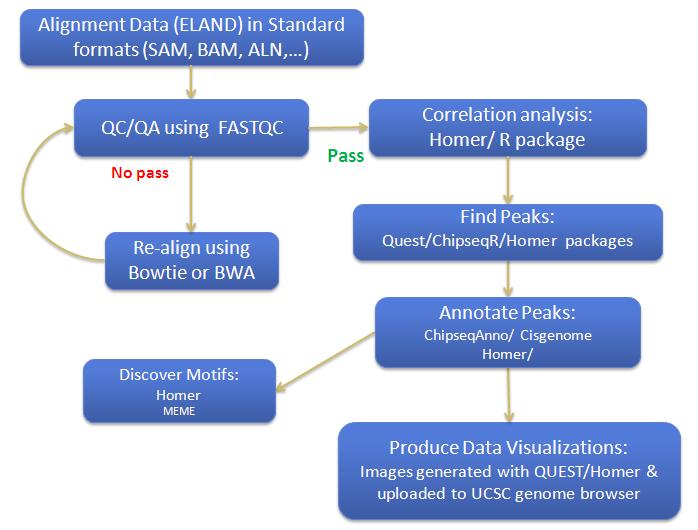 Alignment Data (ELAND) in Standard
formats (SAM, BAM, ALN,...)
QC/QA using FASTQC
Correlation analysis:
Homer/ R package
Pass
No pass
Find Peaks:
Quest/ChipseqR/Homer packages
Re-align using
Bowtie or BWA
Annotate Peaks:
ChipseqAnno/ Cisgenome
Homer/
Discover Motifs:
Homer
MEME
Produce Data Visualizations:
Images generated with QUEST/Homer &
uploaded to UCSC genome browser